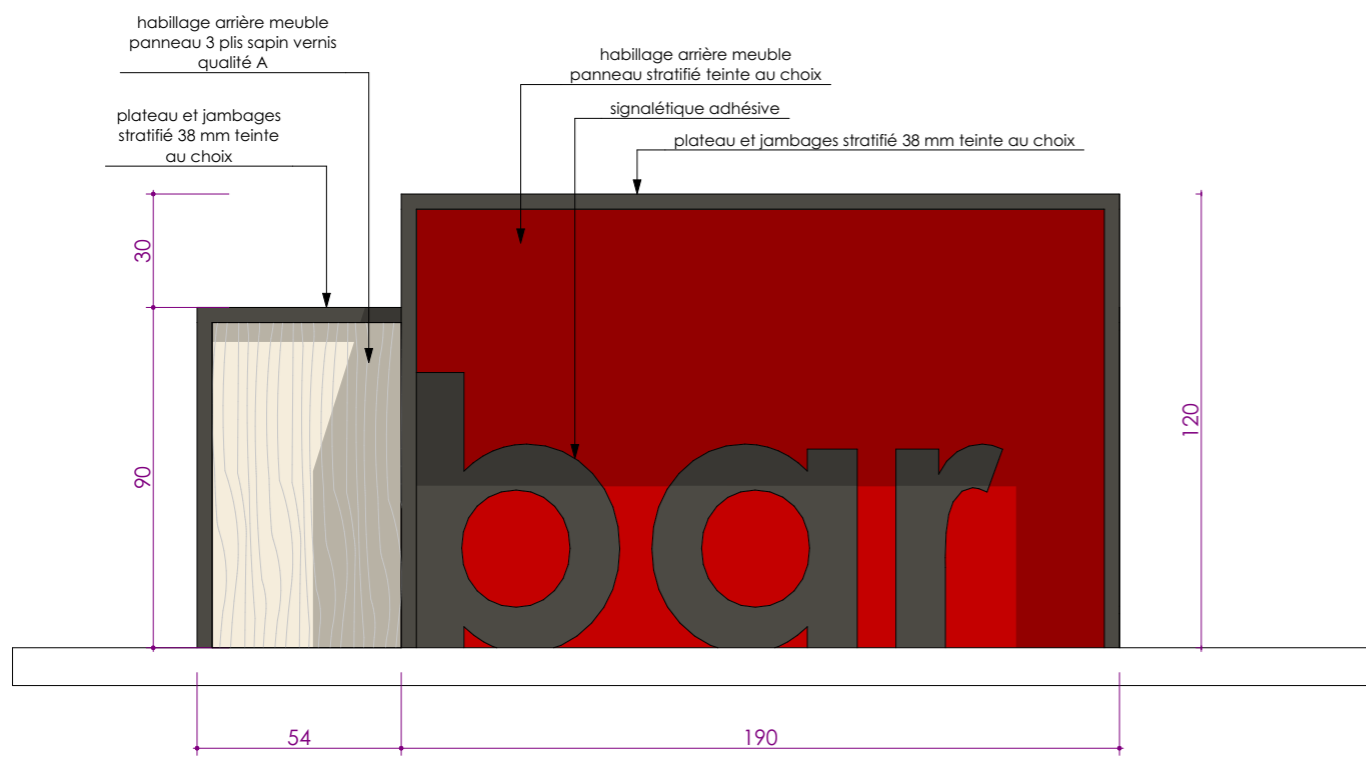 habillage arrière meuble
panneau 3 plis sapin vernis
qualité A
habillage arrière meuble
panneau stratifié teinte au choix
plateau et jambages
stratifié 38 mm teinte
au choix
signalétique adhésive
plateau et jambages stratifié 38 mm teinte au choix
30
90
120
bar
54
190